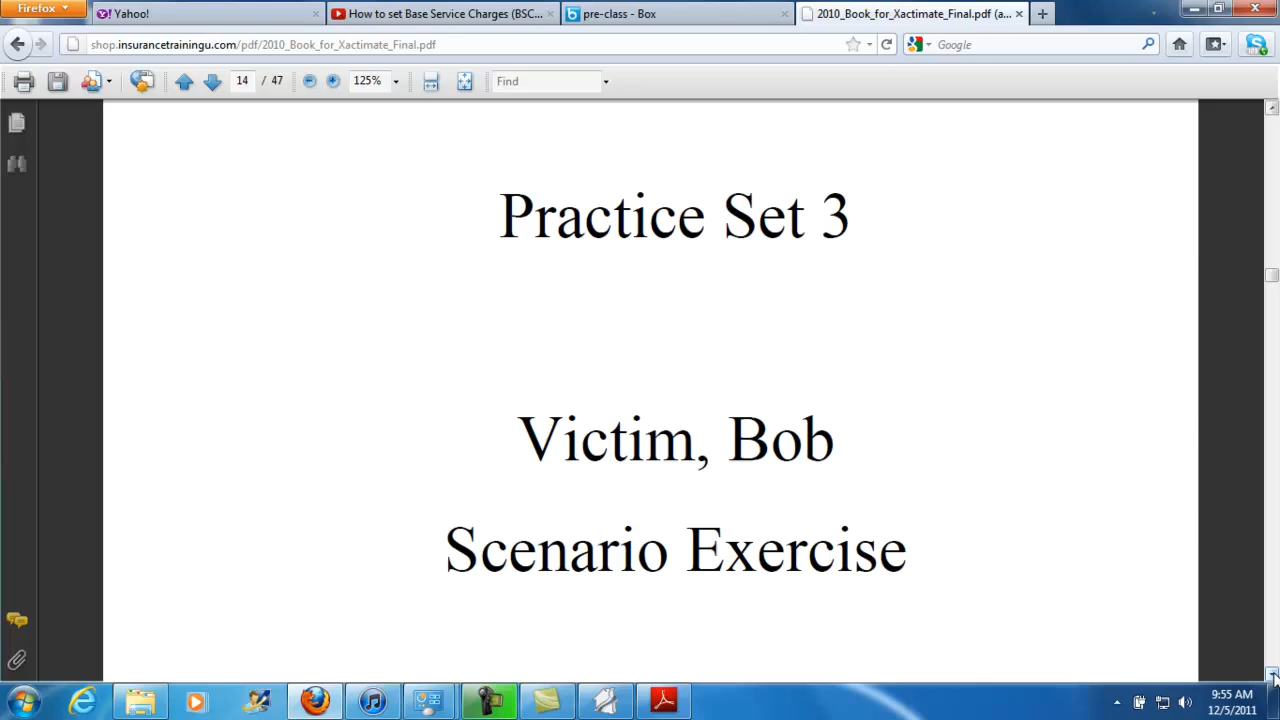 Firefox
Yahoo!
How to set Base Service Charges (BSC...
pre-class - Box
2010_Book_for_Xactimate_Final.pdf (a...
shop.insurancetrainingu.com/pdf/2010_Book_for_Xactimate_Final.pdf
Google
14 / 47
125%
Find
Practice Set 3
Victim, Bob
Scenario Exercise
9:55 AM
12/5/2011